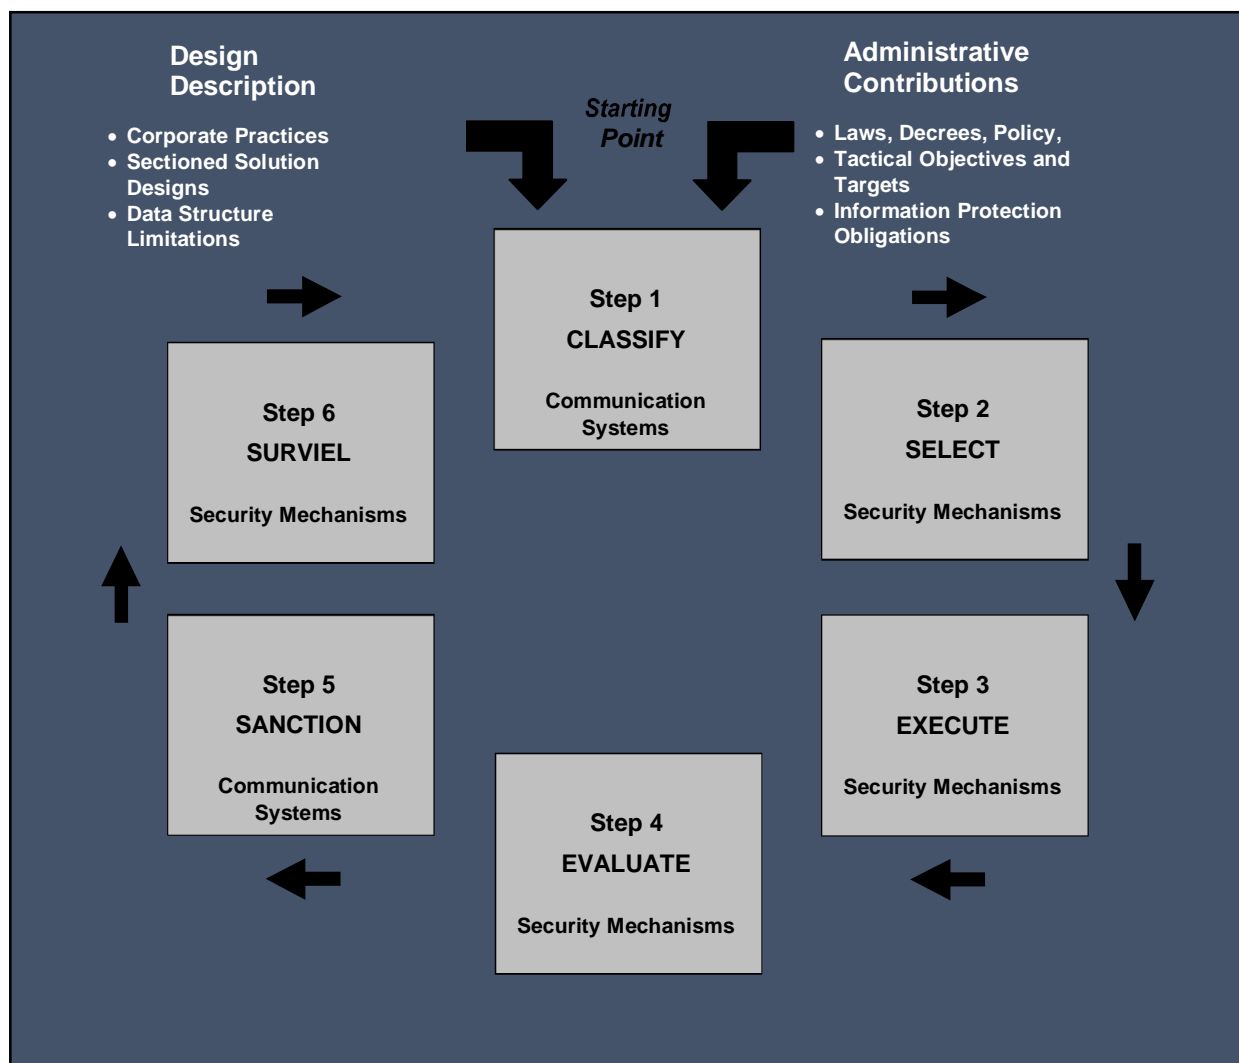 Design
Description
• Corporate Practices
• Sectioned Solution
Designs
• Data Structure
Limitations
Starting
Point
Administrative
Contributions
• Laws, Decrees, Policy,
• Tactical Objectives and
Targets
• Information Protection
Obligations
Step 1
CLASSIFY
Communication
Systems
Step 2
SELECT
Security Mechanisms
Step 3
EXECUTE
Security Mechanisms
Step 4
EVALUATE
Security Mechanisms
Step 5
SANCTION
Communication
Systems
Step 6
SURVIEL
Security Mechanisms